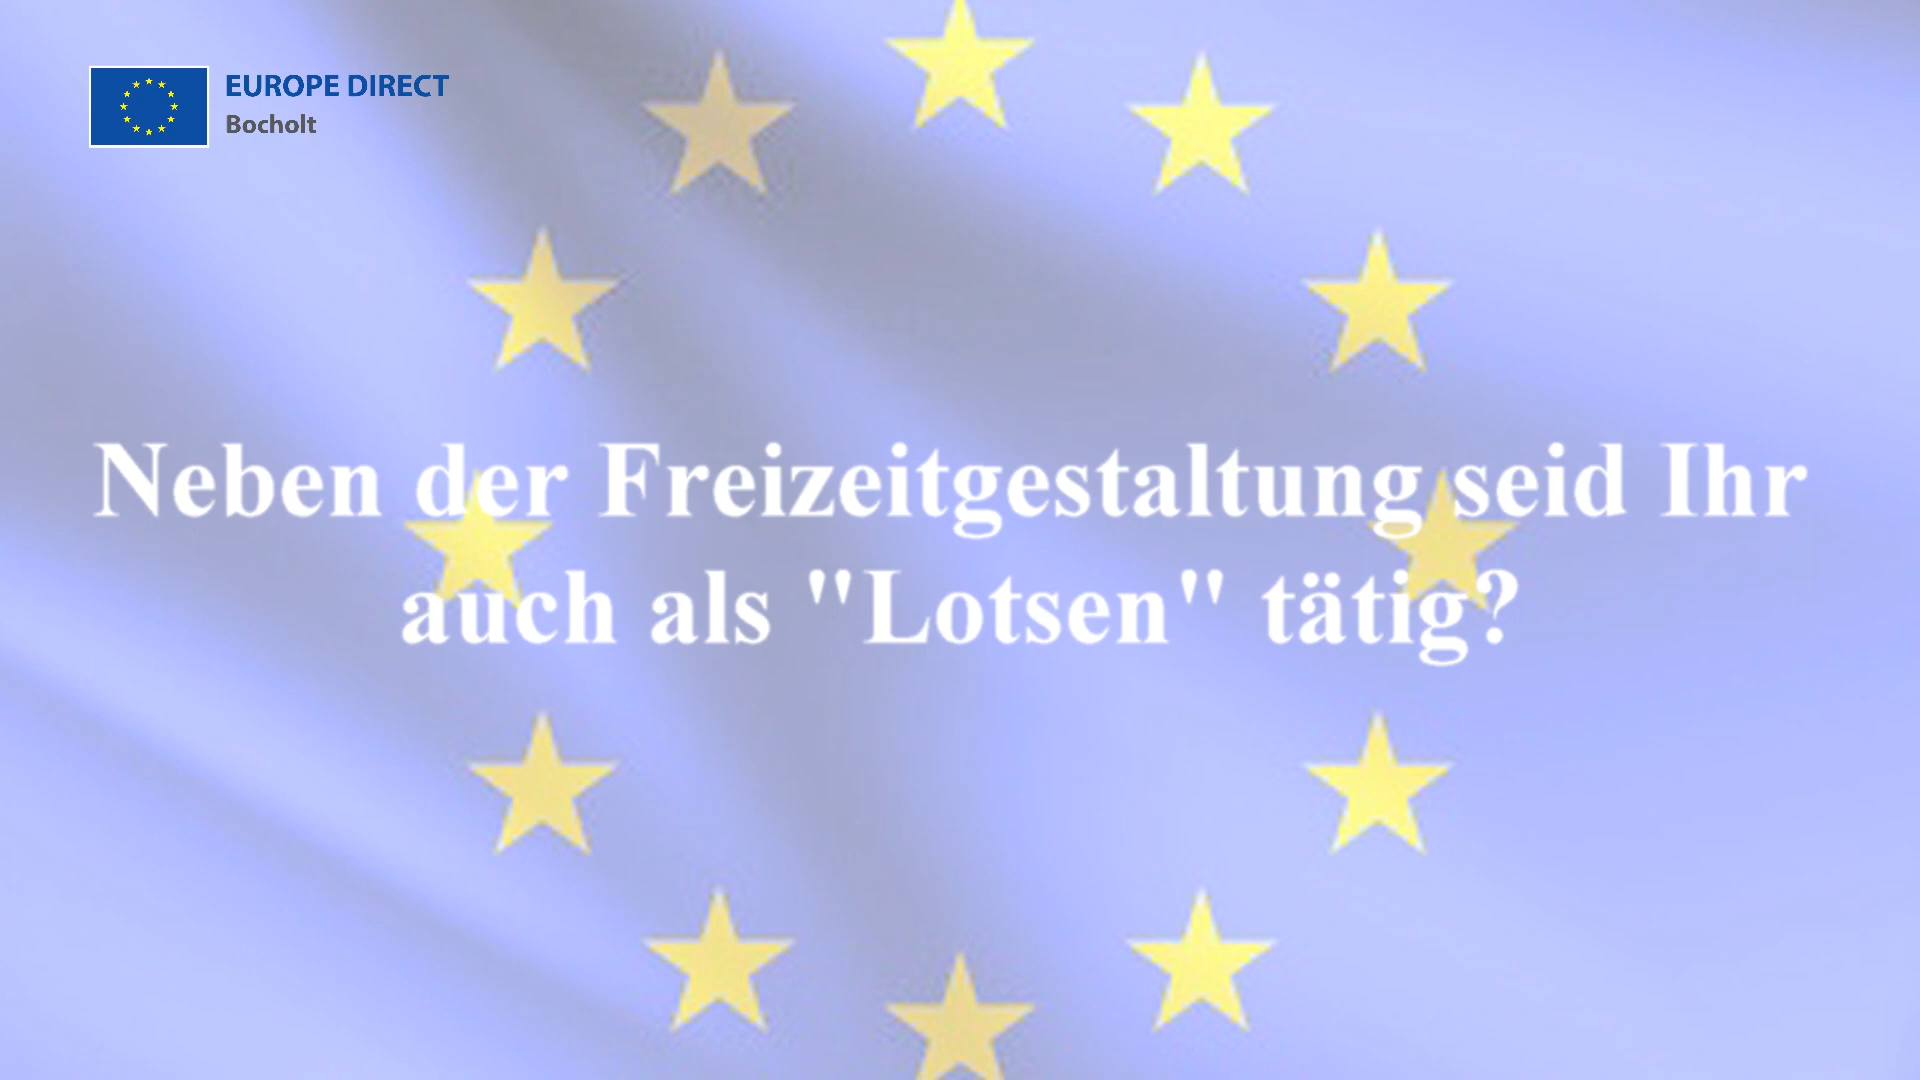 EUROPE DIRECT
Bocholt
Neben der Freizeitgestaltung seid Ihr
auch als "Lotsen" tätig?